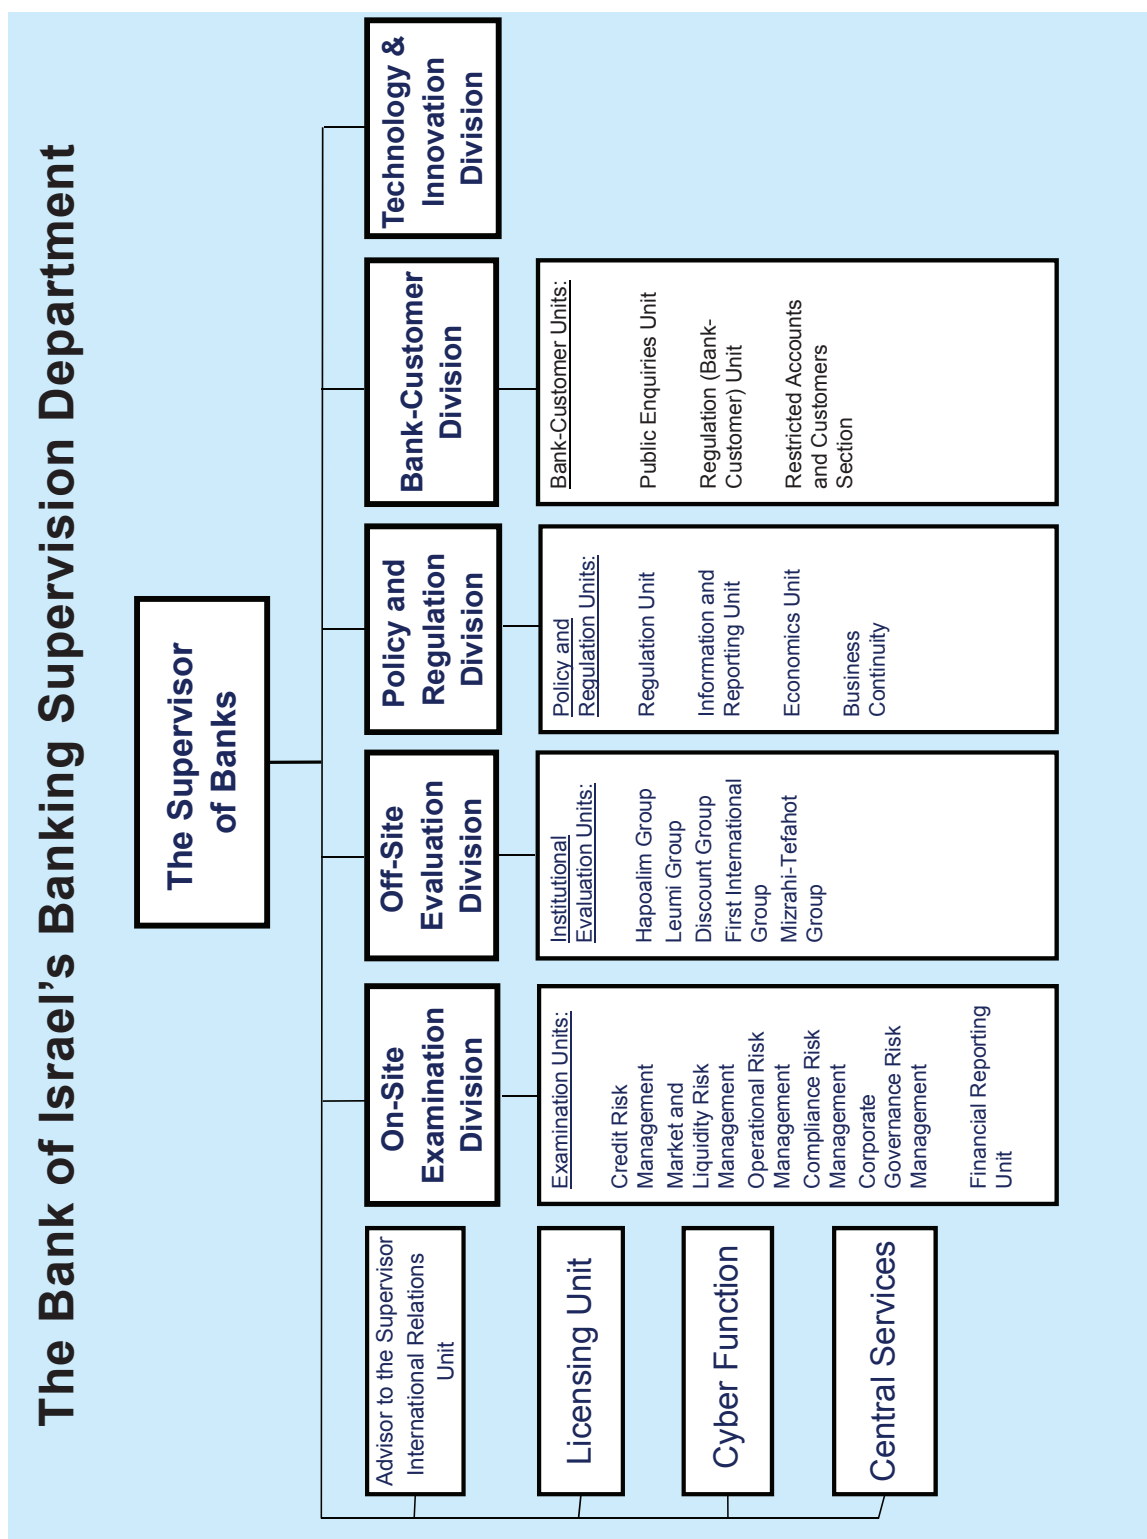 The Bank of Israel’s Banking Supervision Department
The Supervisor
of Banks
On-Site
Examination
Division
Off-Site
Evaluation
Division
Policy and
Regulation
Division
Bank-Customer
Division
Technology &
Innovation
Division
Advisor to the Supervisor
International Relations
Unit
Licensing Unit
Cyber Function
Central Services
Examination Units:
Credit Risk
Management
Market and
Liquidity Risk
Management
Operational Risk
Management
Compliance Risk
Management
Corporate
Governance Risk
Management
Financial Reporting
Unit
Institutional
Evaluation Units:
Hapoalim Group
Leumi Group
Discount Group
First International
Group
Mizrahi-Tefahot
Group
Policy and
Regulation Units:
Regulation Unit
Information and
Reporting Unit
Economics Unit
Business
Continuity
Bank-Customer Units:
Public Enquiries Unit
Regulation (Bank-
Customer) Unit
Restricted Accounts
and Customers
Section